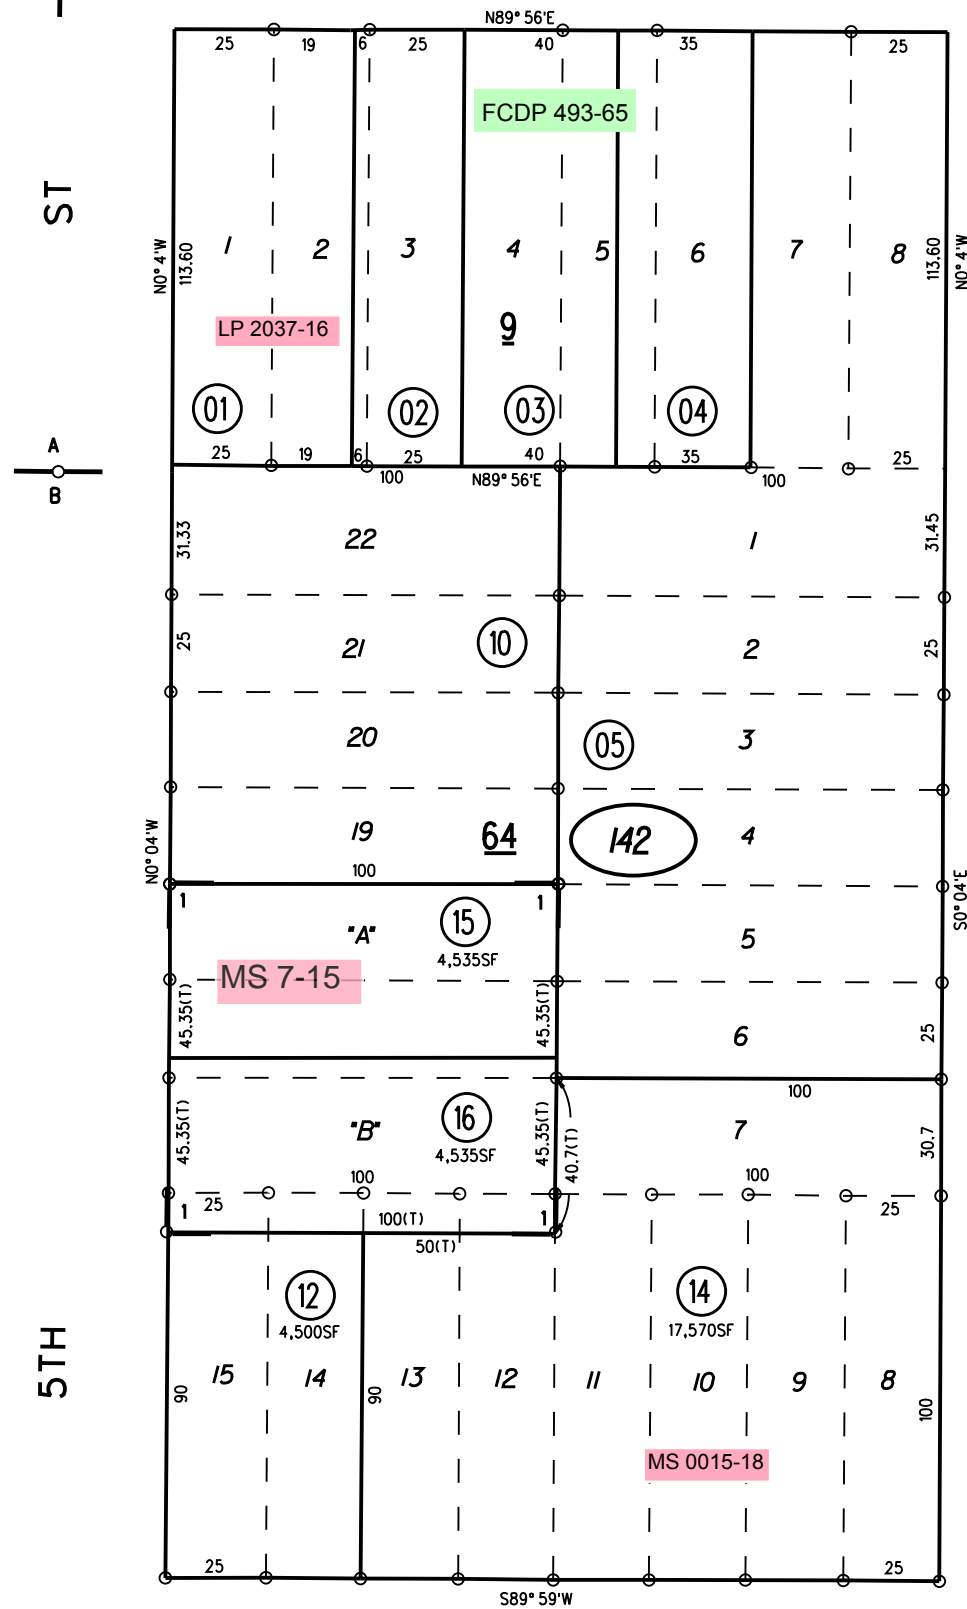 N89° 56'E
25 19 6 25 40 35 25
FCDP 493-65
ST
N0° 4'W
113.60
1 2 3 4 5 6 7 8
113.60
N0° 4'W
LP 2037-16
9
01 02 03 04
25 19 6 25 40 35 25
100 N89° 56'E 100
A
B
31.33
22
1
31.45
25
21
10
2
25
20
05
3
N0° 04'W
19
64
142
4
100
1 1
"A"
15
4,535SF
5
S0° 04'E
MS 7-15
45.35(T)
45.35(T)
6
25
100
45.35(T)
"B"
16
4,535SF
45.35(T)
40.7(T)
7
30.7
100
100
25
25
1 1
100(T)
50(T)
12
4,500SF
14
17,570SF
5TH
90
15 14
90
13 12 11 10 9 8
100
MS 0015-18
25 25
S89° 59'W